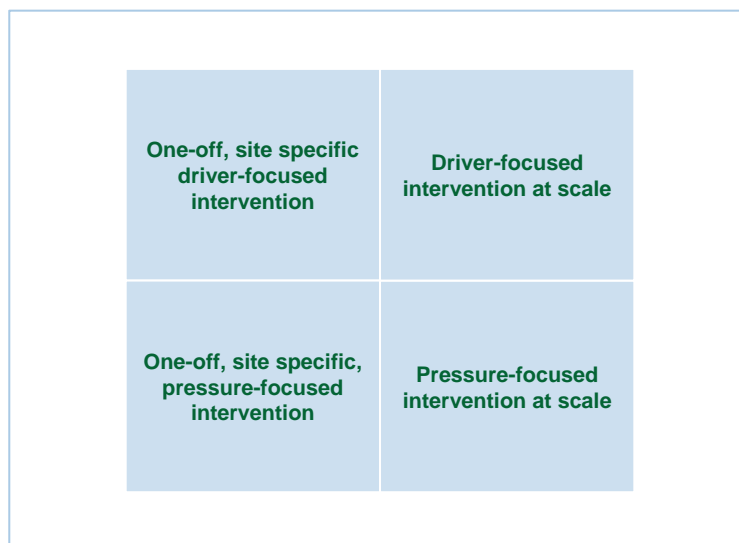 One-off, site specific
driver-focused
intervention
Driver-focused
intervention at scale
One-off, site specific,
pressure-focused
intervention
Pressure-focused
intervention at scale